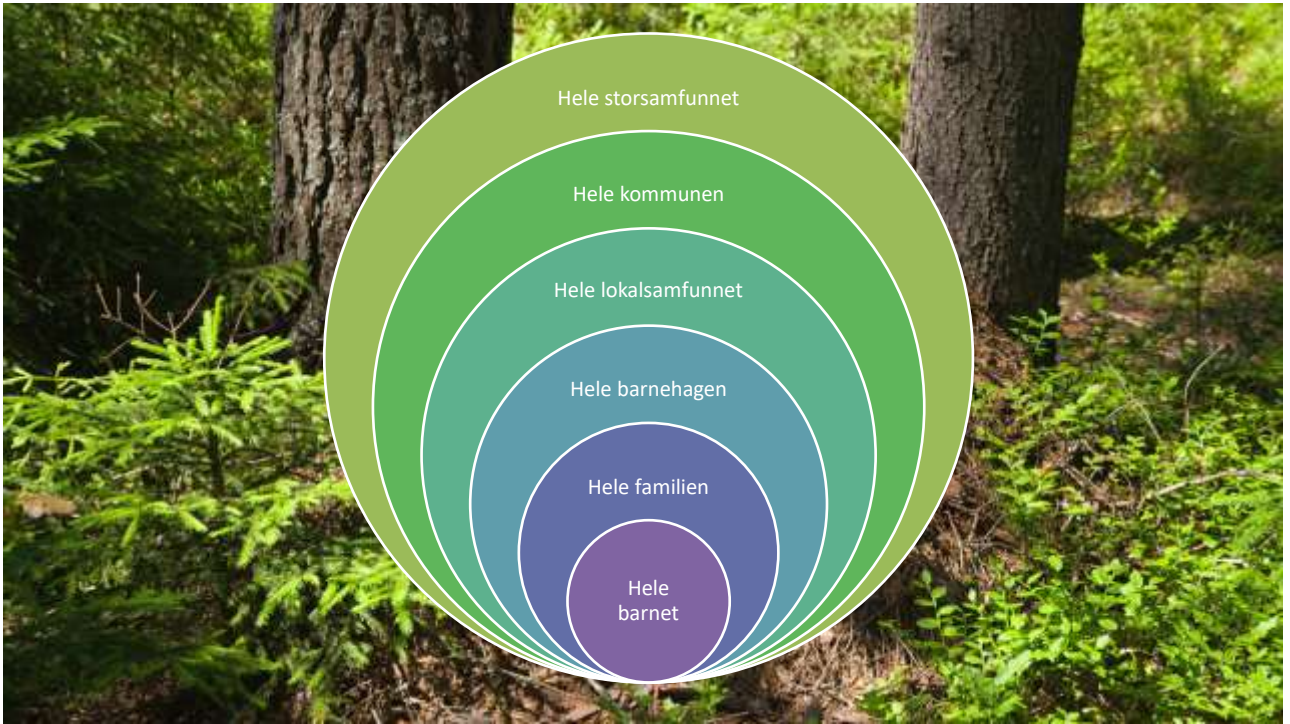 Hele storsamfunnet
Hele kommunen
Hele lokalsamfunnet
Hele barnehagen
Hele familien
Hele
barnet